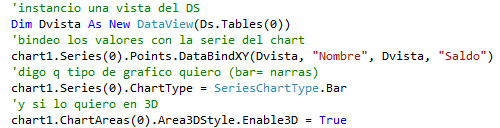 'instancio una vista del DS
Dim Dvista As New DataView(Ds.Tables(0))
'bindeo los valores con la serie del chart
chart1.Series(0).Points.DataBindXY(Dvista, "Nombre", Dvista, "Saldo")
'digo q tipo de grafico quiero (bar= narras)
chart1.Series(0).ChartType = SeriesChartType.Bar
'y si lo quiero en 3D
chart1.ChartAreas(0).Area3DStyle.Enable3D = True